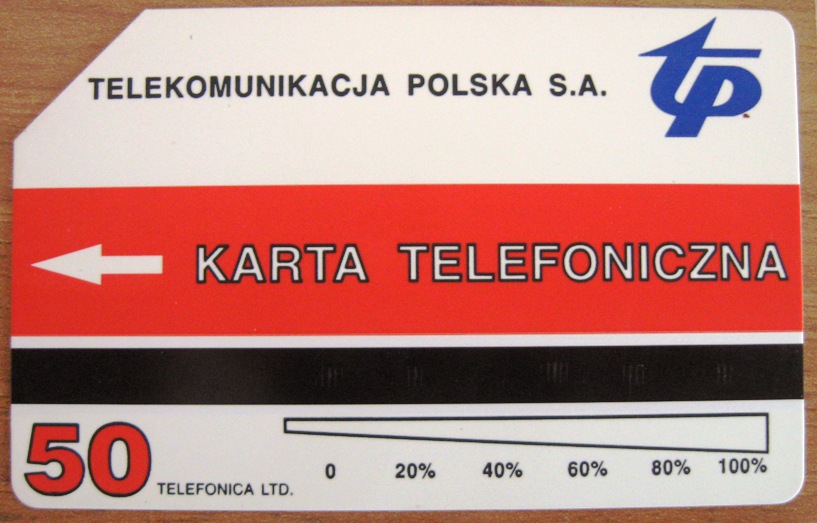 TELEKOMUNIKACJA POLSKA S.A.
tp
KARTA TELEFONICZNA
50 TELEFONICA LTD.
0 20% 40% 60% 80% 100%